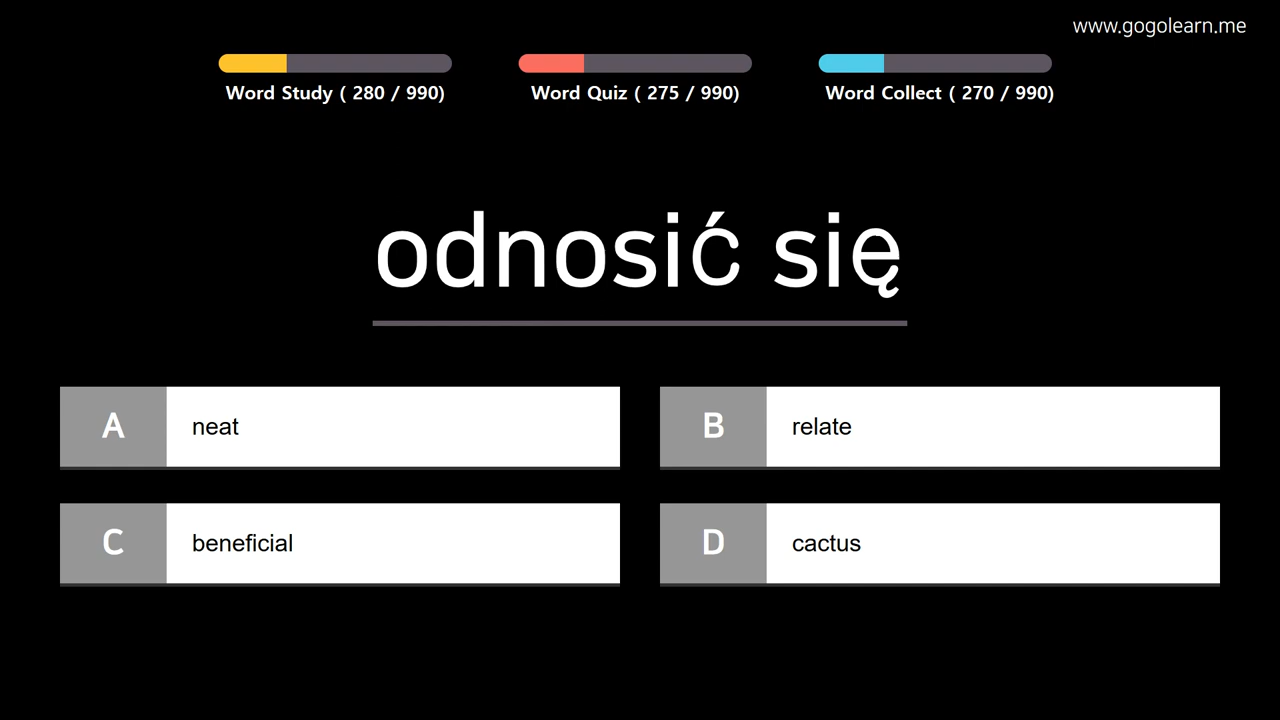 www.gogolearn.me
Word Study ( 280 / 990)
Word Quiz ( 275 / 990)
Word Collect ( 270 / 990)
odnosić się
A neat
B relate
C beneficial
D cactus